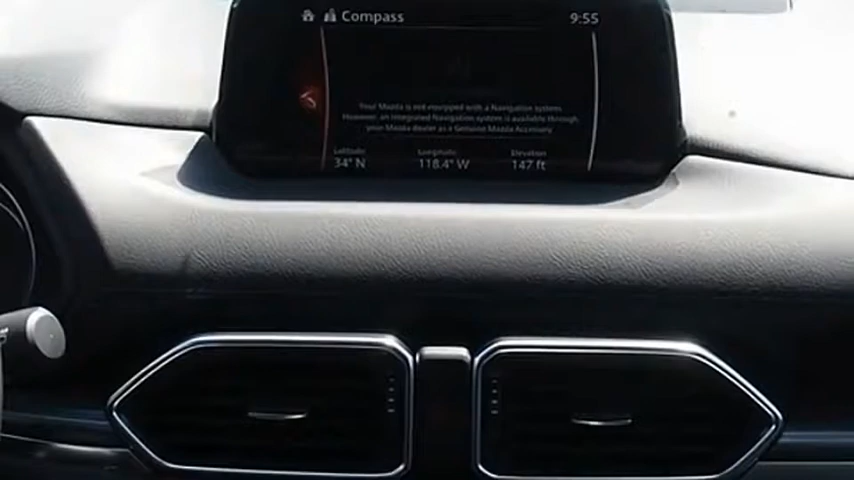 Compass 9:55
Your Mazda is not equipped with a Navigation system.
However, an integrated Navigation system is available through
your Mazda dealer as a Genuine Mazda Accessory
Latitude Longitude Elevation
34°N 118.4°W 147 ft